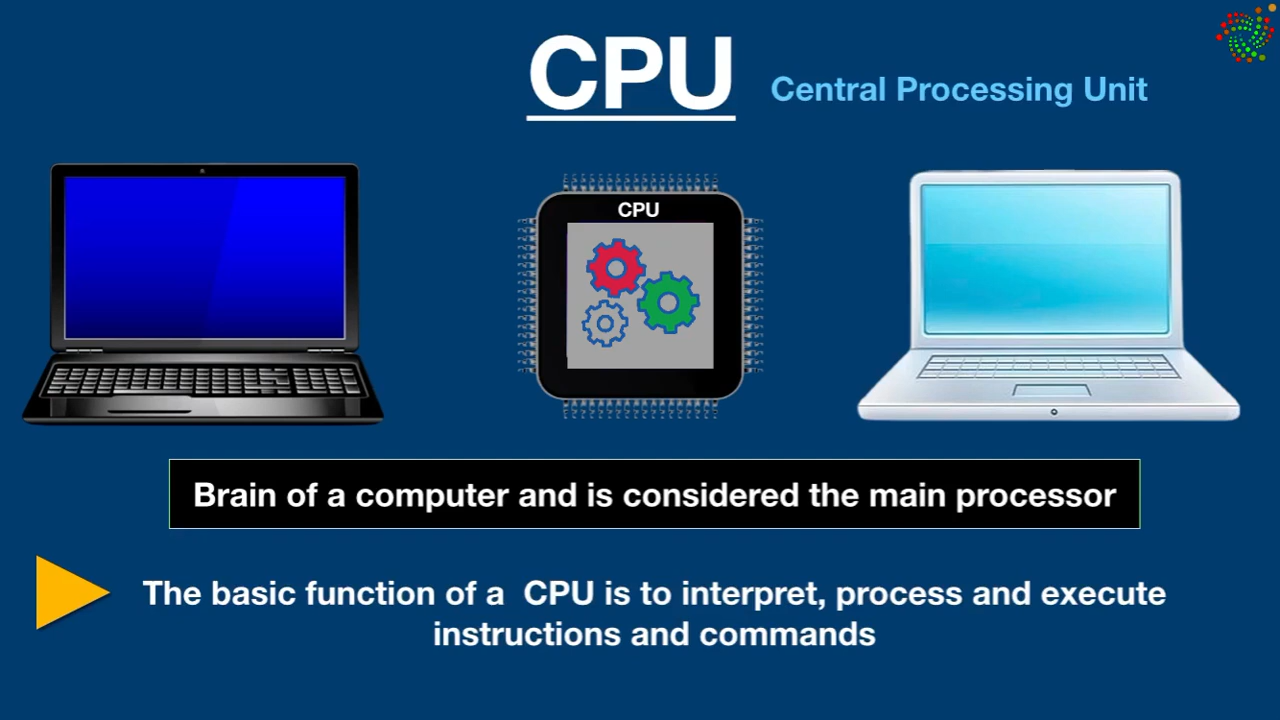 CPU
Central Processing Unit
CPU
Brain of a computer and is considered the main processor
The basic function of a CPU is to interpret, process and execute
instructions and commands